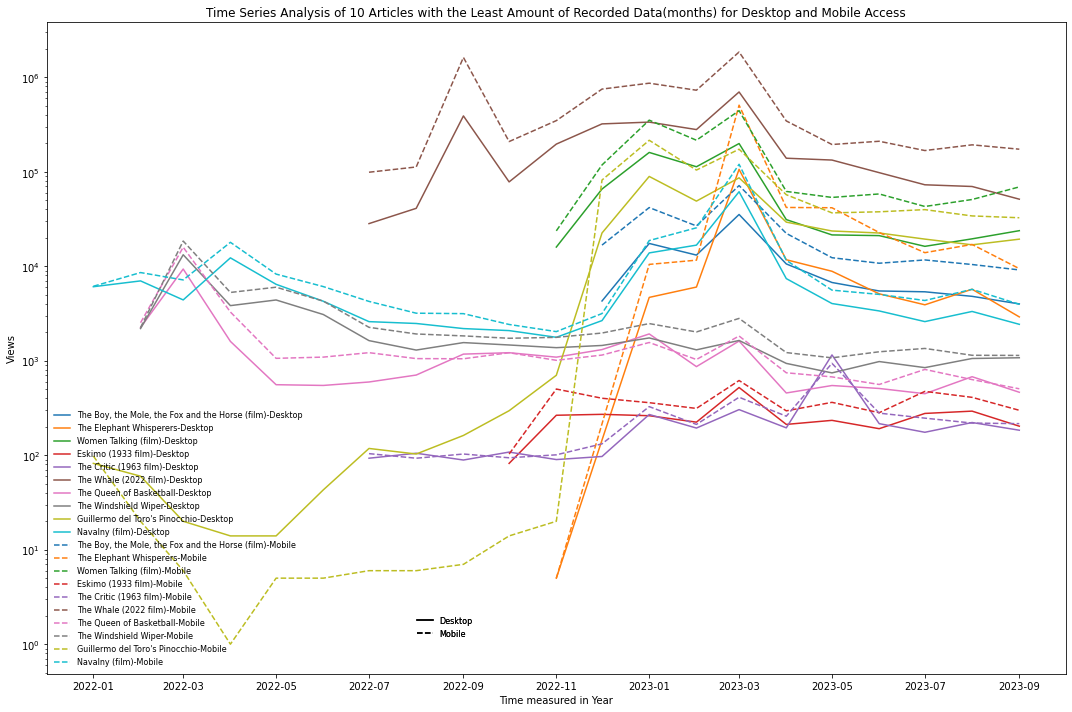 Time Series Analysis of 10 Articles with the Least Amount of Recorded Data(months) for Desktop and Mobile Access
10⁶
10⁵
10⁴
10³
10²
10¹
10⁰
Views
The Boy, the Mole, the Fox and the Horse (film)-Desktop
The Elephant Whisperers-Desktop
Women Talking (film)-Desktop
Eskimo (1933 film)-Desktop
The Critic (1963 film)-Desktop
The Whale (2022 film)-Desktop
The Queen of Basketball-Desktop
The Windshield Wiper-Desktop
Guillermo del Toro's Pinocchio-Desktop
Navalny (film)-Desktop
The Boy, the Mole, the Fox and the Horse (film)-Mobile
The Elephant Whisperers-Mobile
Women Talking (film)-Mobile
Eskimo (1933 film)-Mobile
The Critic (1963 film)-Mobile
The Whale (2022 film)-Mobile
The Queen of Basketball-Mobile
The Windshield Wiper-Mobile
Guillermo del Toro's Pinocchio-Mobile
Navalny (film)-Mobile
Desktop
Mobile
2022-01 2022-03 2022-05 2022-07 2022-09 2022-11 2023-01 2023-03 2023-05 2023-07 2023-09
Time measured in Year